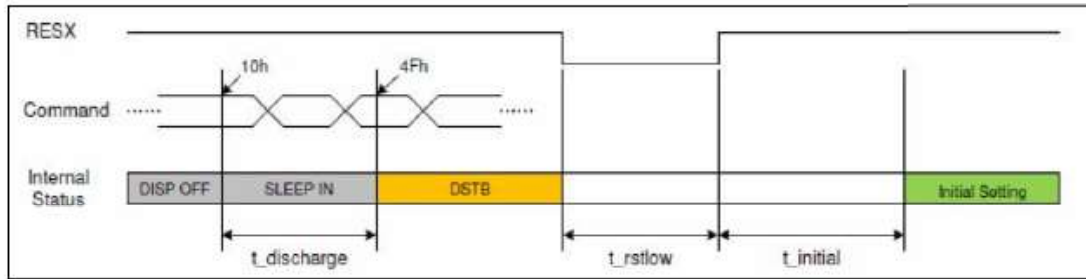 RESX
10h
4Fh
Command ...... ......
Internal
Status
DISP OFF SLEEP IN DSTB Initial Setting
t_discharge t_rstlow t_initial